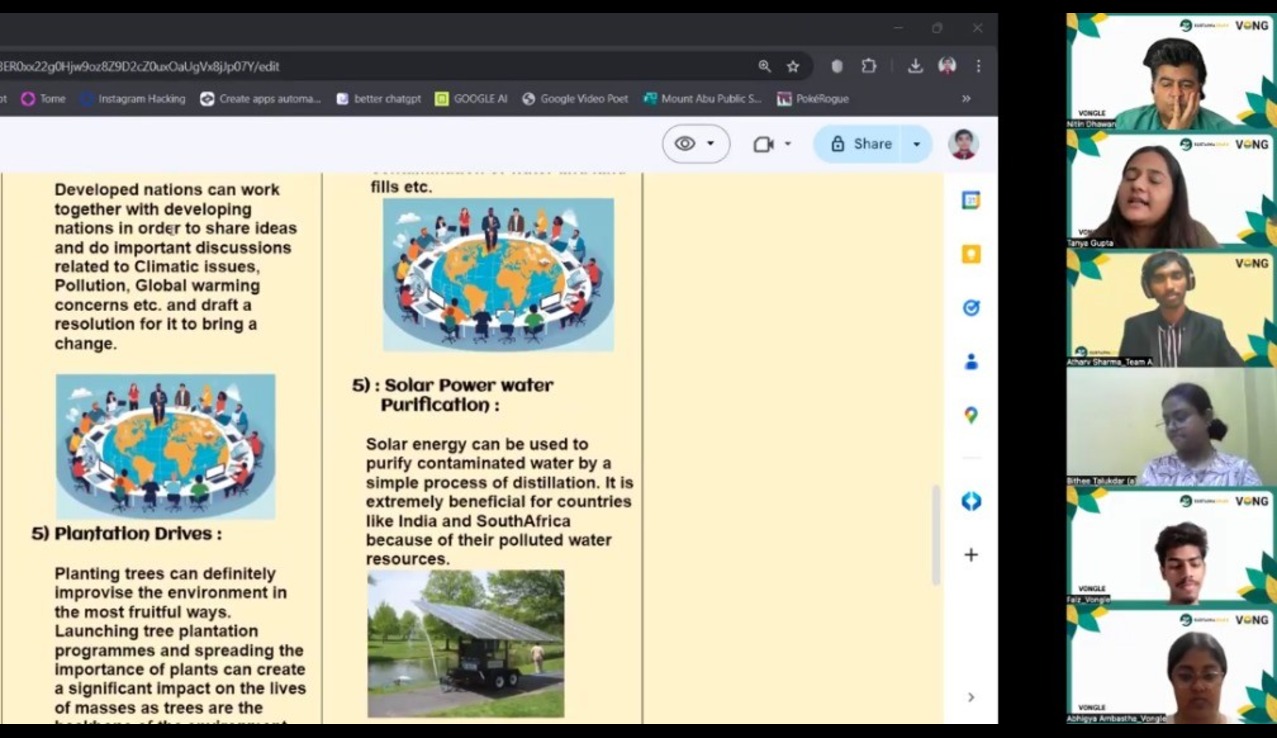 3ER0xx22g0Hjw9oz8Z9D2cZ0uxOaUgVx8jJp07Y/edit
Tome
Instagram Hacking
Create apps automa...
better chatgpt
GOOGLE AI
Google Video Poet
Mount Abu Public S...
PokéRogue
»
Share
Developed nations can work
together with developing
nations in order to share ideas
and do important discussions
related to Climatic issues,
Pollution, Global warming
concerns etc. and draft a
resolution for it to bring a
change.
5) Plantation Drives :
Planting trees can definitely
improvise the environment in
the most fruitful ways.
Launching tree plantation
programmes and spreading the
importance of plants can create
a significant impact on the lives
of masses as trees are the
fills etc.
5) : Solar Power water
Purification :
Solar energy can be used to
purify contaminated water by a
simple process of distillation. It is
extremely beneficial for countries
like India and SouthAfrica
because of their polluted water
resources.
VONG
VONGLE
Nitin Dhawan
VONG
Tanya Gupta
VONG
Atharv Sharma_Team A
Bithee Talukdar (a)
VONG
VONGLE
Faiz_Vongle
VONG
VONGLE
Abhigya Ambastha_Vongle